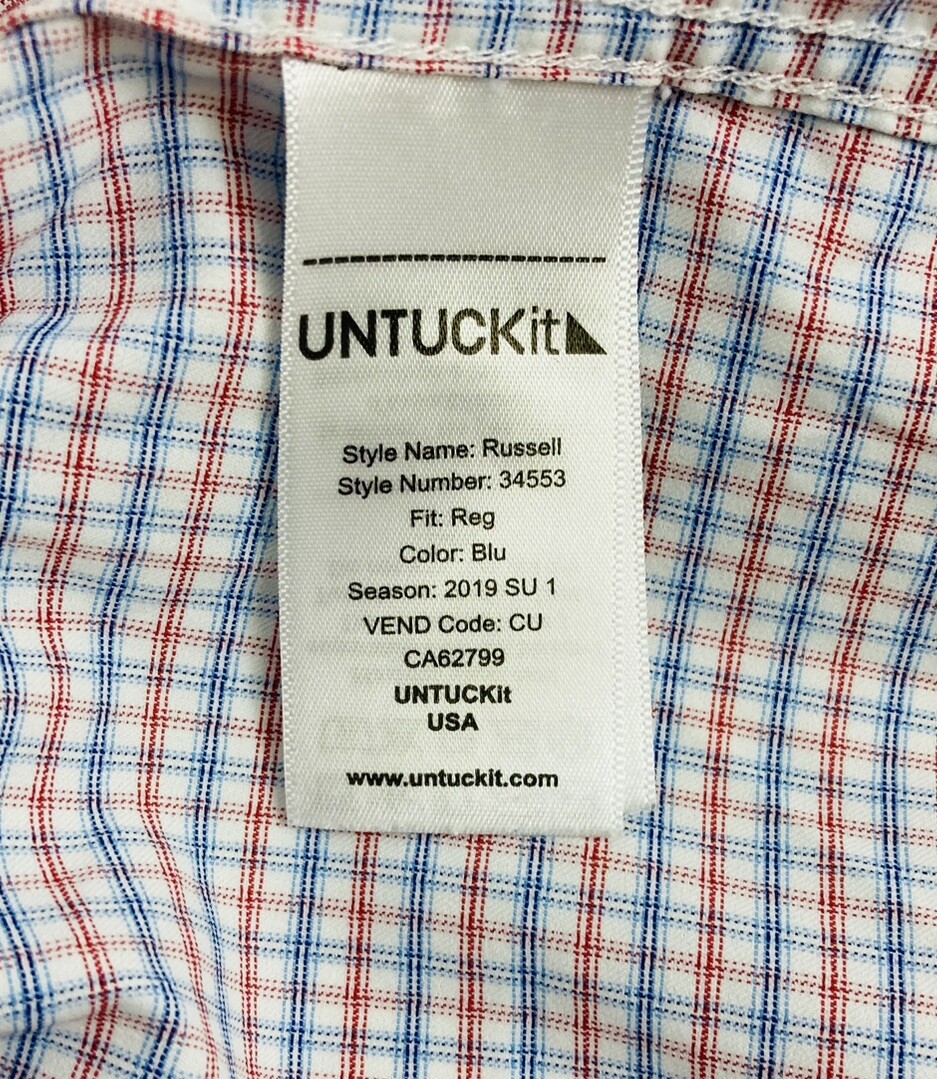 UNTUCKit
Style Name: Russell
Style Number: 34553
Fit: Reg
Color: Blu
Season: 2019 SU 1
VEND Code: CU
CA62799
UNTUCKit
USA
www.untuckit.com